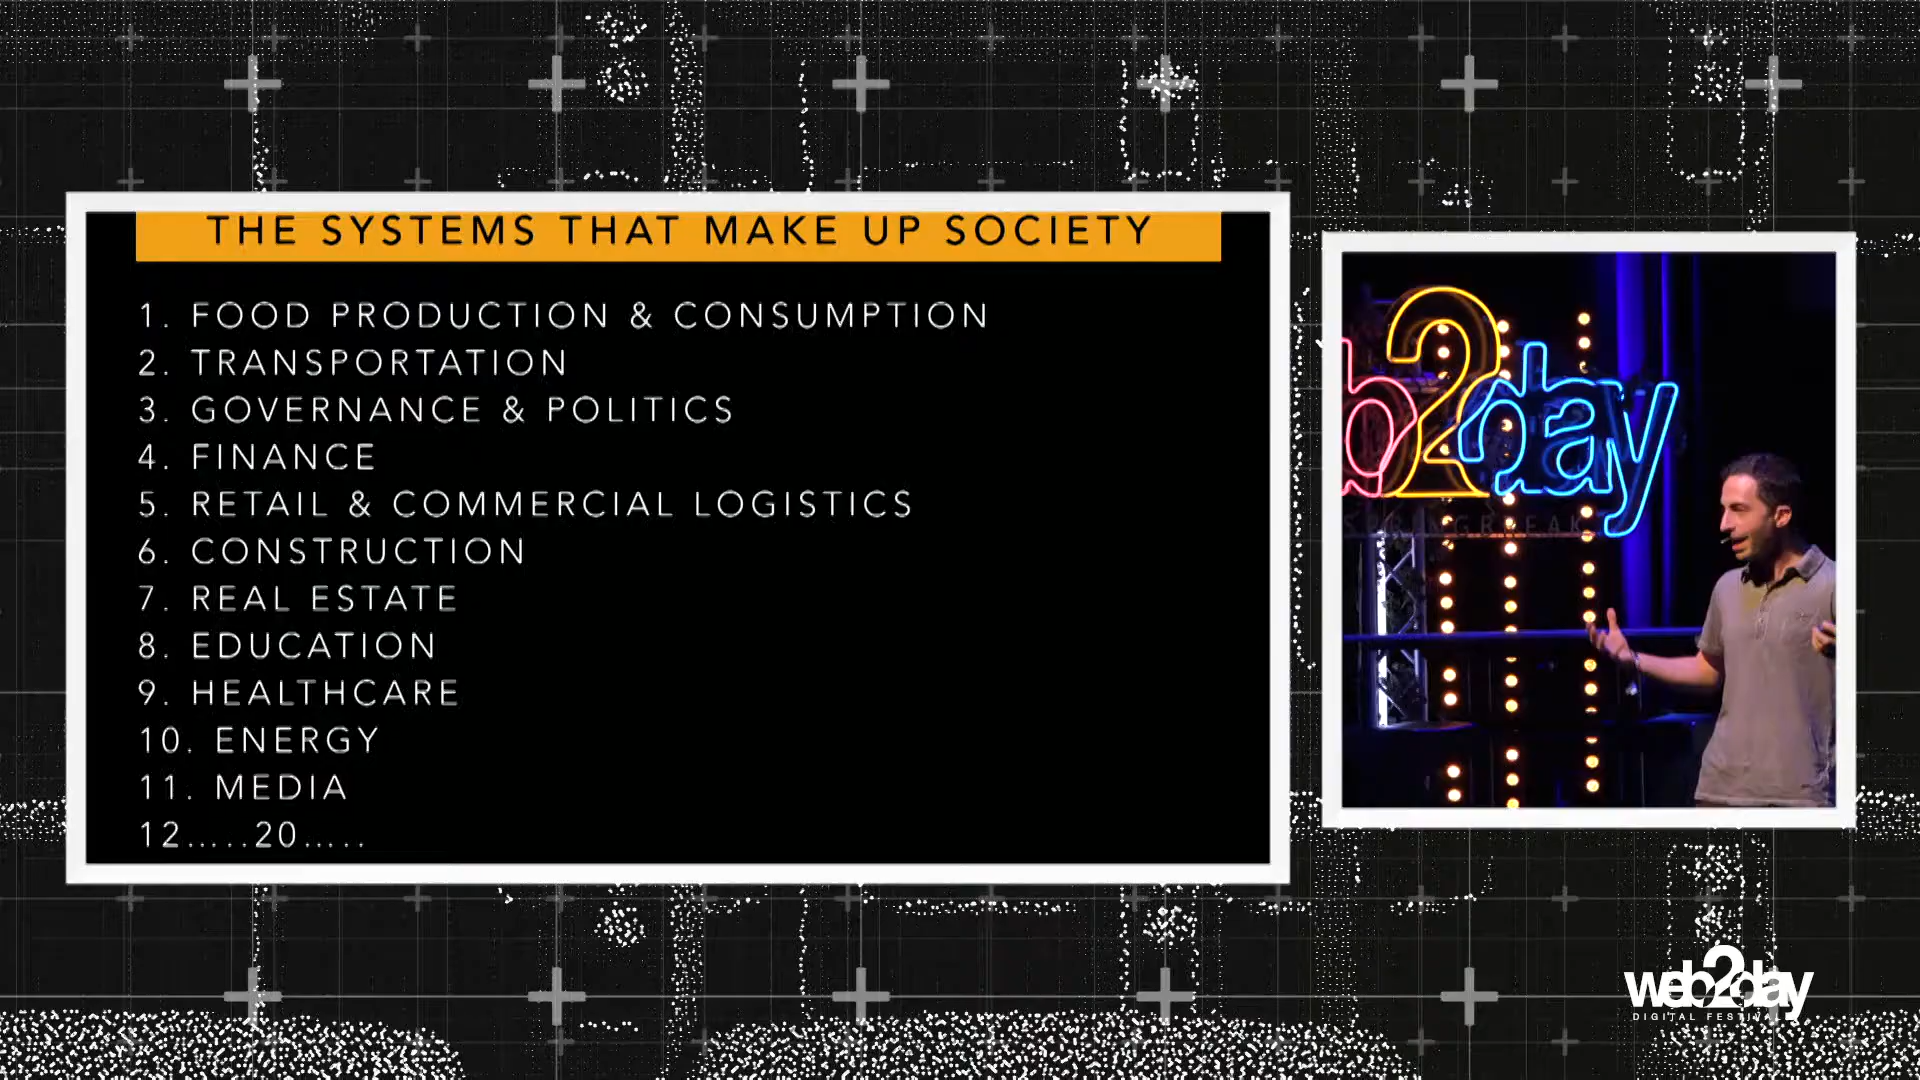 THE SYSTEMS THAT MAKE UP SOCIETY
1. FOOD PRODUCTION & CONSUMPTION
2. TRANSPORTATION
3. GOVERNANCE & POLITICS
4. FINANCE
5. RETAIL & COMMERCIAL LOGISTICS
6. CONSTRUCTION
7. REAL ESTATE
8. EDUCATION
9. HEALTHCARE
10. ENERGY
11. MEDIA
12.....20.....
b2day
SPRINGBREAK
web2day
DIGITAL FESTIVAL